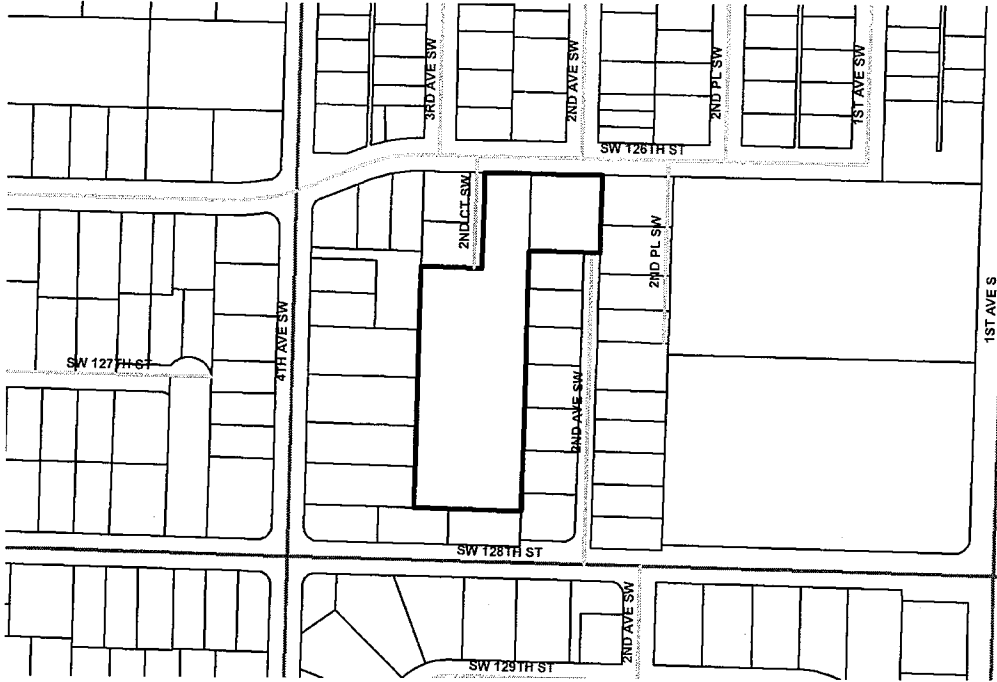 3RD AVE SW
2ND AVE SW
2ND PL SW
1ST AVE SW
SW 126TH ST
2ND CT SW
2ND PL SW
1ST AVE S
4TH AVE SW
SW 127TH ST
2ND AVE SW
SW 128TH ST
2ND AVE SW
SW 129TH ST